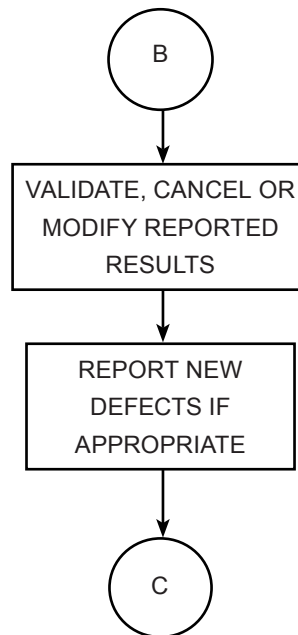 B
VALIDATE, CANCEL OR
MODIFY REPORTED
RESULTS
REPORT NEW
DEFECTS IF
APPROPRIATE
C